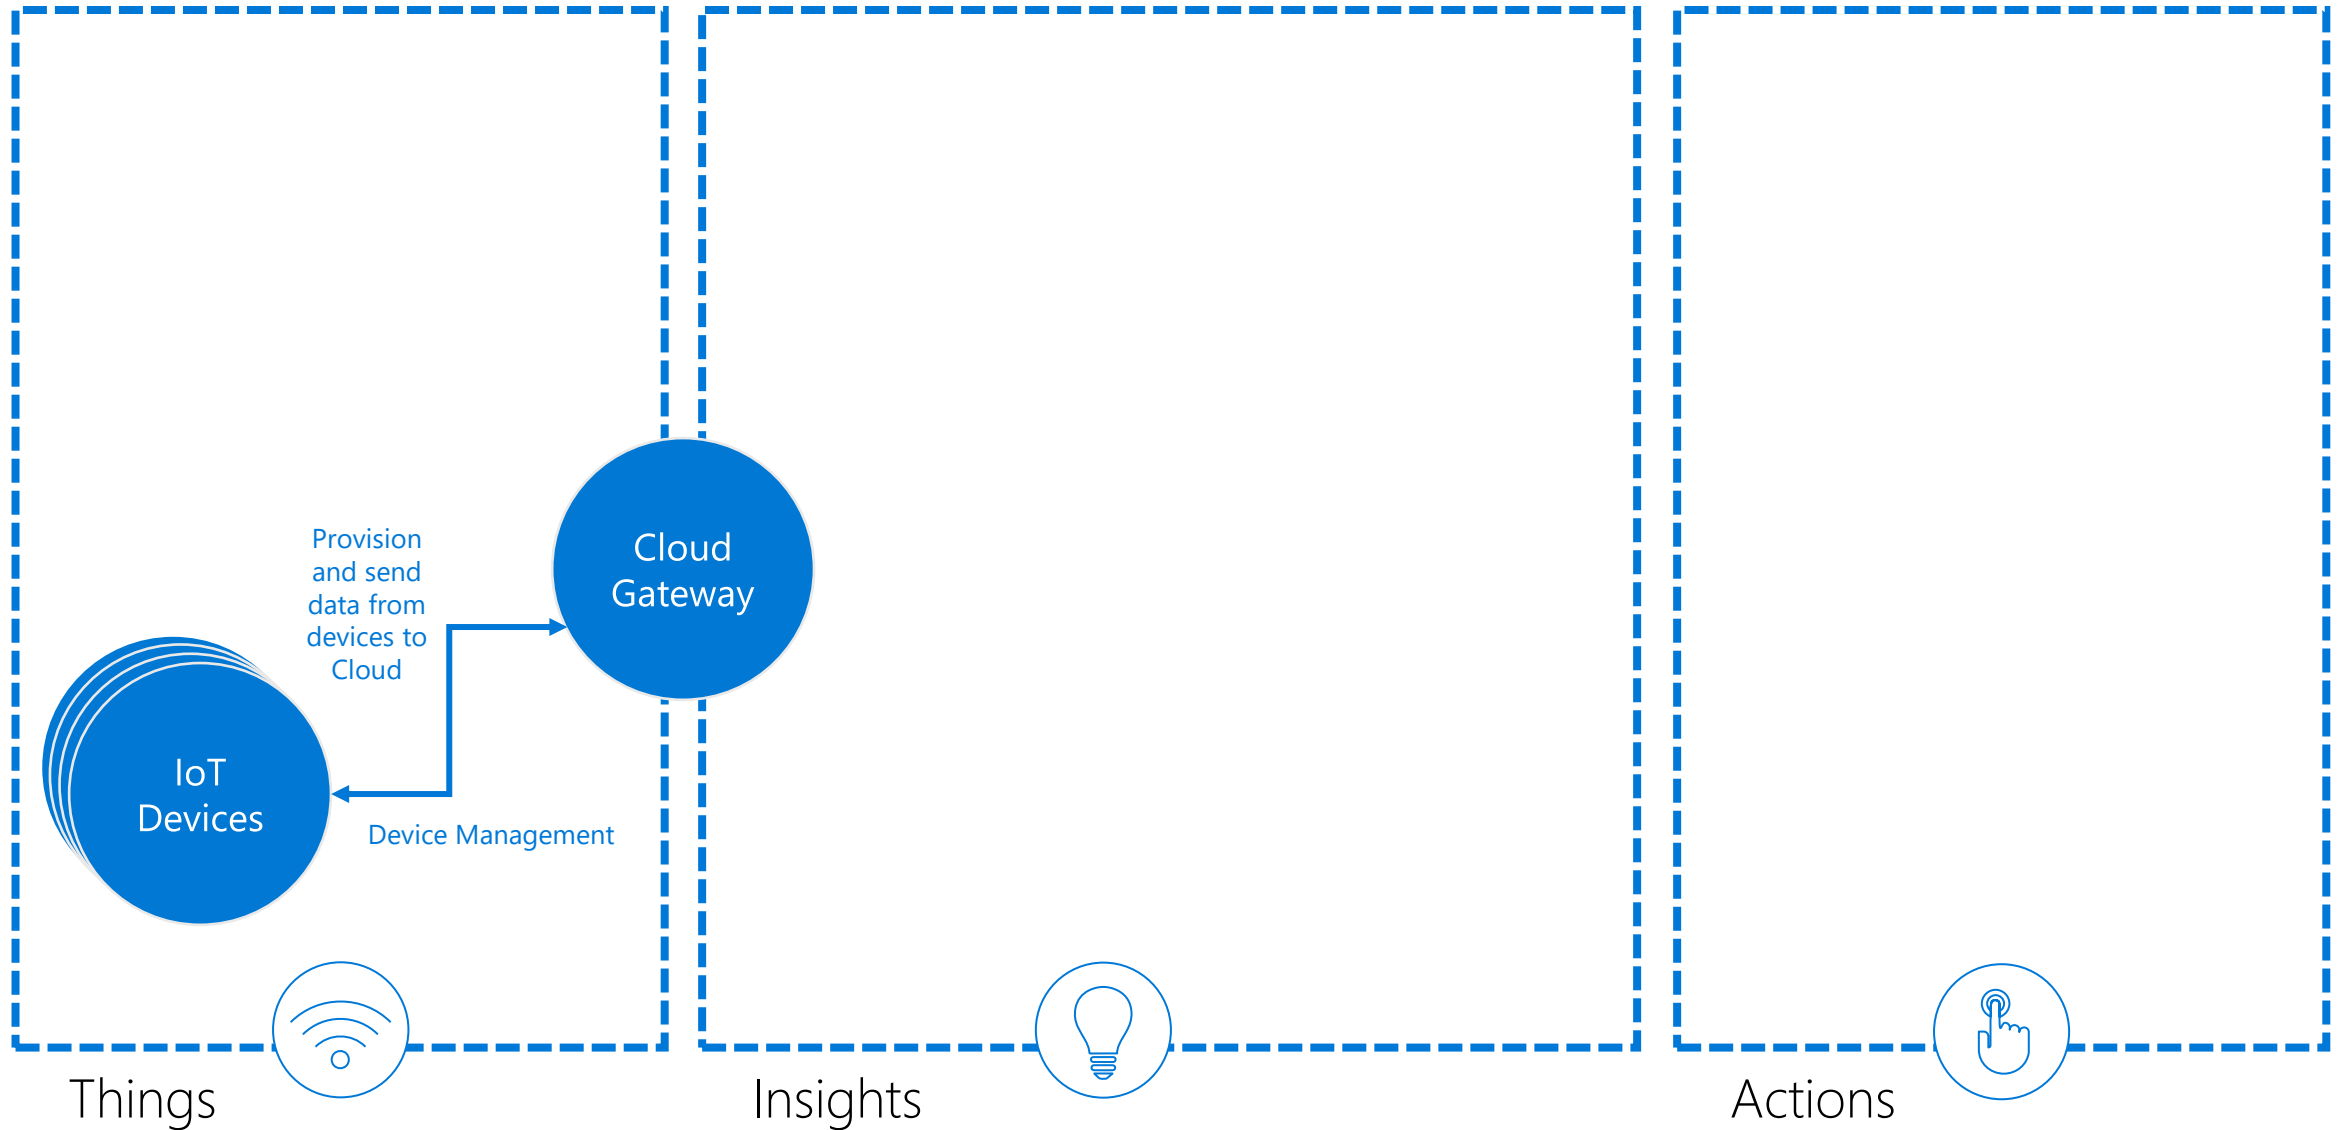 Provision
and send
data from
devices to
Cloud
Cloud
Gateway
IoT
Devices
Device Management
Things
Insights
Actions